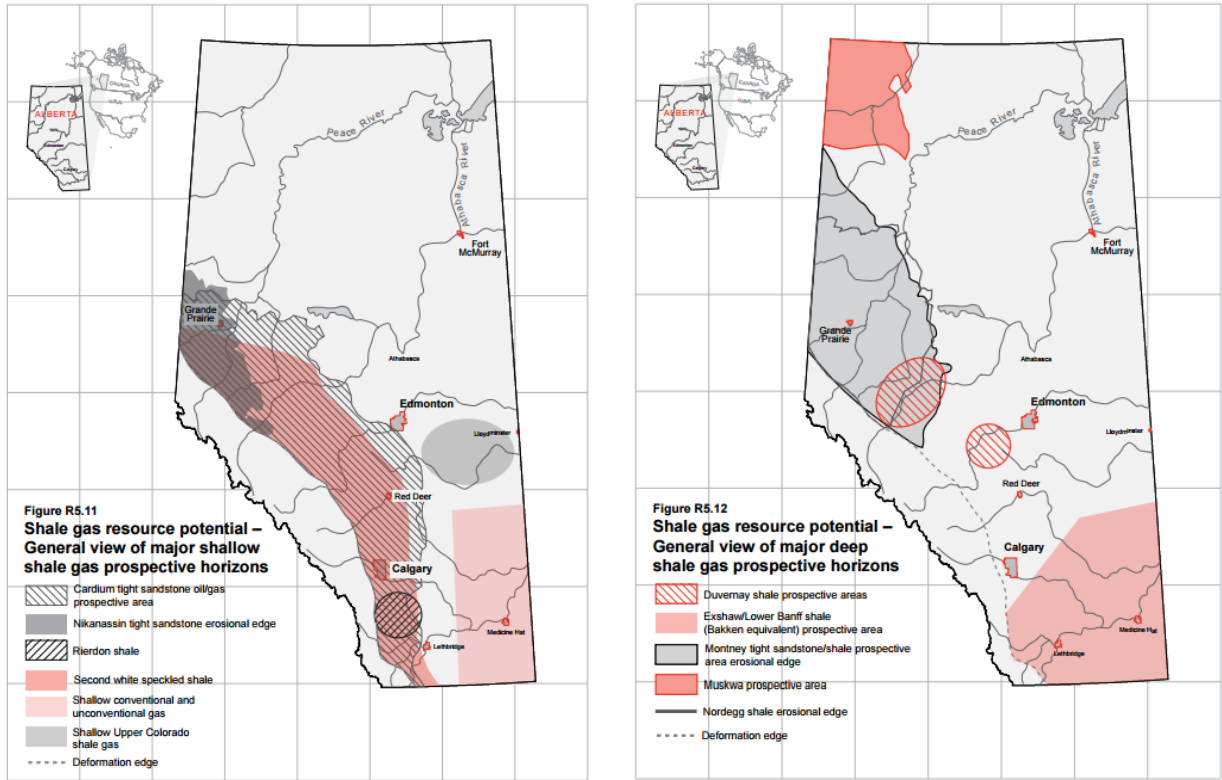 CANADA
U.S.A.
ALBERTA
Edmonton
Calgary
Peace River
Athabasca River
Fort
McMurray
Grande
Prairie
Athabasca
Edmonton
Lloydminster
Red Deer
Calgary
Medicine Hat
Lethbridge
Figure R5.11
Shale gas resource potential –
General view of major shallow
shale gas prospective horizons
Cardium tight sandstone oil/gas
prospective area
Nikanassin tight sandstone erosional edge
Rierdon shale
Second white speckled shale
Shallow conventional and
unconventional gas
Shallow Upper Colorado
shale gas
Deformation edge
CANADA
U.S.A.
ALBERTA
Edmonton
Calgary
Peace River
Athabasca River
Fort
McMurray
Grande
Prairie
Athabasca
Edmonton
Lloydminster
Red Deer
Calgary
Medicine Hat
Lethbridge
Figure R5.12
Shale gas resource potential –
General view of major deep
shale gas prospective horizons
Duvernay shale prospective areas
Exshaw/Lower Banff shale
(Bakken equivalent) prospective area
Montney tight sandstone/shale prospective
area erosional edge
Muskwa prospective area
Nordegg shale erosional edge
Deformation edge